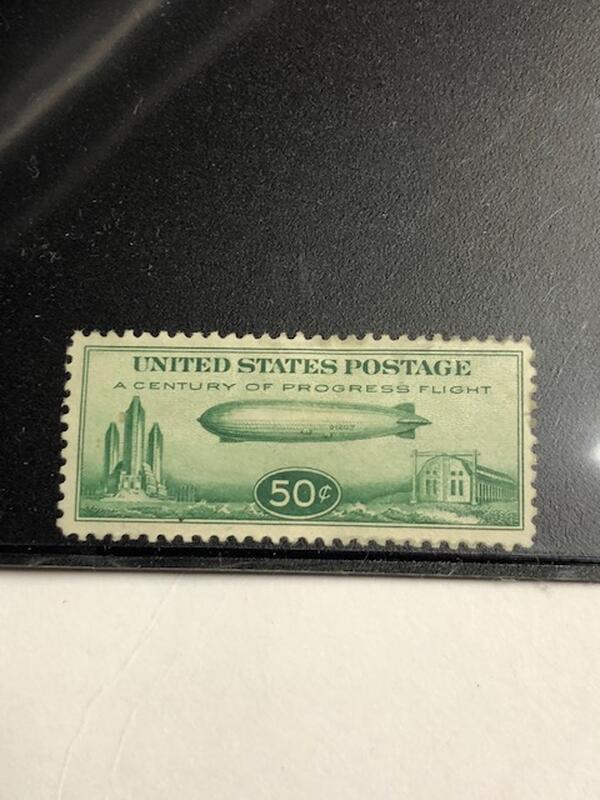 UNITED STATES POSTAGE
A CENTURY OF PROGRESS FLIGHT
50¢